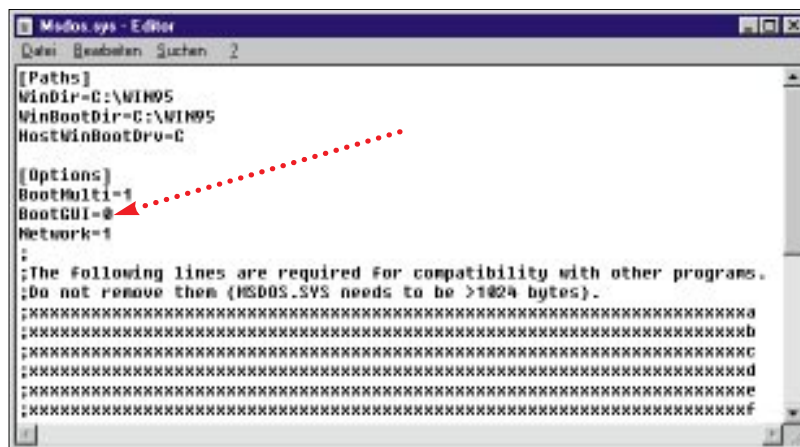 Msdos.sys - Editor
Datei Bearbeiten Suchen ?
[Paths]
WinDir=C:\WIN95
WinBootDir=C:\WIN95
HostWinBootDrv=C
[Options]
BootMulti=1
BootGUI=0
Network=1
;
;The following lines are required for compatibility with other programs.
;Do not remove them (MSDOS.SYS needs to be >1024 bytes).
;xxxxxxxxxxxxxxxxxxxxxxxxxxxxxxxxxxxxxxxxxxxxxxxxxxxxxxxxxxxxxxxxxxxxxa
;xxxxxxxxxxxxxxxxxxxxxxxxxxxxxxxxxxxxxxxxxxxxxxxxxxxxxxxxxxxxxxxxxxxxxb
;xxxxxxxxxxxxxxxxxxxxxxxxxxxxxxxxxxxxxxxxxxxxxxxxxxxxxxxxxxxxxxxxxxxxxc
;xxxxxxxxxxxxxxxxxxxxxxxxxxxxxxxxxxxxxxxxxxxxxxxxxxxxxxxxxxxxxxxxxxxxxd
;xxxxxxxxxxxxxxxxxxxxxxxxxxxxxxxxxxxxxxxxxxxxxxxxxxxxxxxxxxxxxxxxxxxxxe
;xxxxxxxxxxxxxxxxxxxxxxxxxxxxxxxxxxxxxxxxxxxxxxxxxxxxxxxxxxxxxxxxxxxxxf